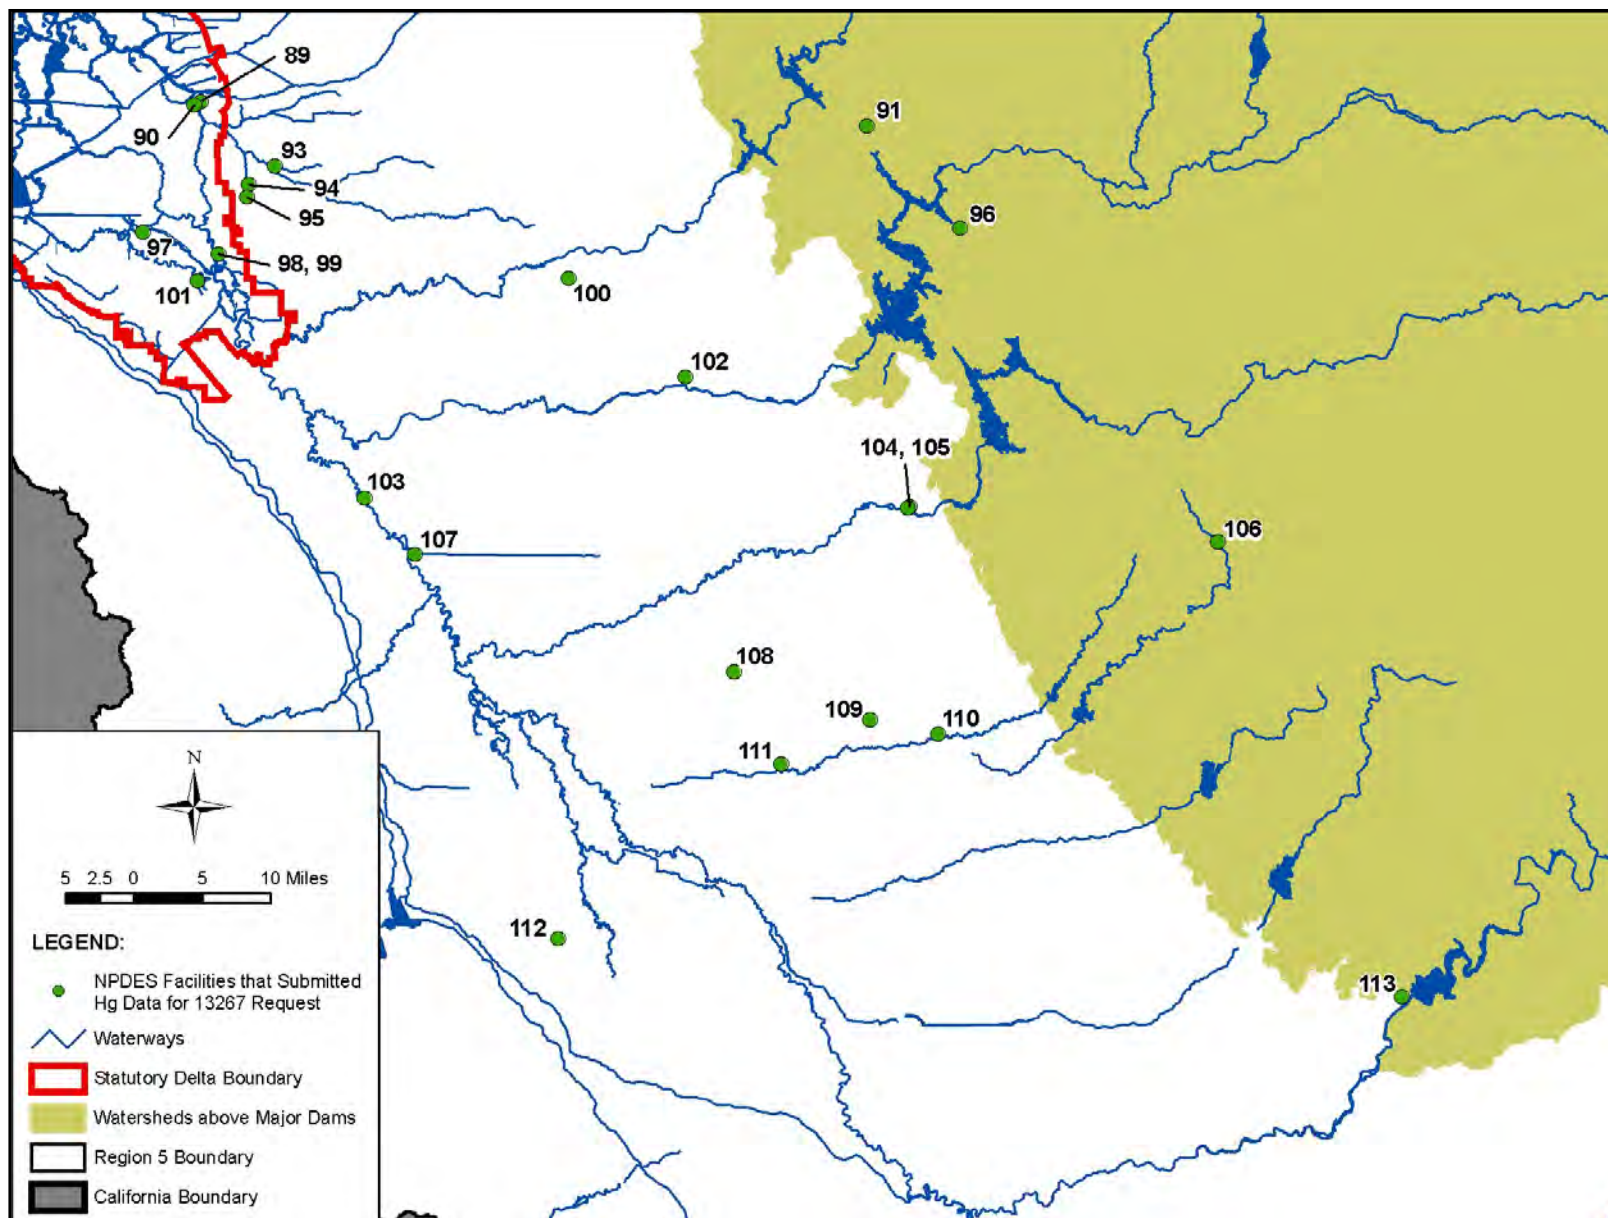 89
90
91
93
94
95
96
97
98, 99
100
101
102
103
104, 105
106
107
108
109
110
111
112
113
N
5 2.5 0 5 10 Miles
LEGEND:
NPDES Facilities that Submitted
Hg Data for 13267 Request
Waterways
Statutory Delta Boundary
Watersheds above Major Dams
Region 5 Boundary
California Boundary